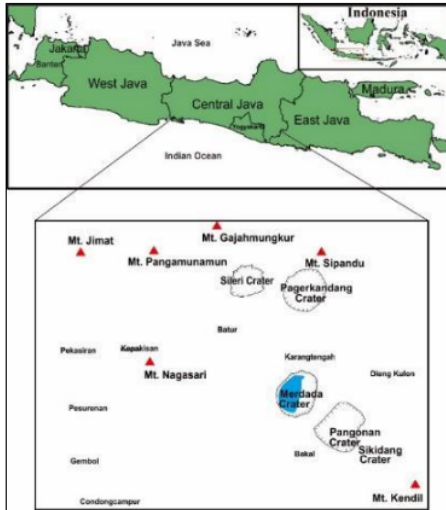 Indonesia
Java Sea
Jakarta
Banten
West Java
Central Java
Madura
East Java
Yogyakarta
Indian Ocean
Mt. Gajahmungkur
Mt. Jimat
Mt. Pangamunamun
Mt. Sipandu
Sileri Crater
Pagerkandang
Crater
Batur
Pekasiran
Kepakisan
Karangtengah
Mt. Nagasari
Dieng Kulon
Merdada
Crater
Pesurenan
Pangonan
Crater
Sikidang
Crater
Bakal
Gembol
Mt. Kendil
Condongcampur